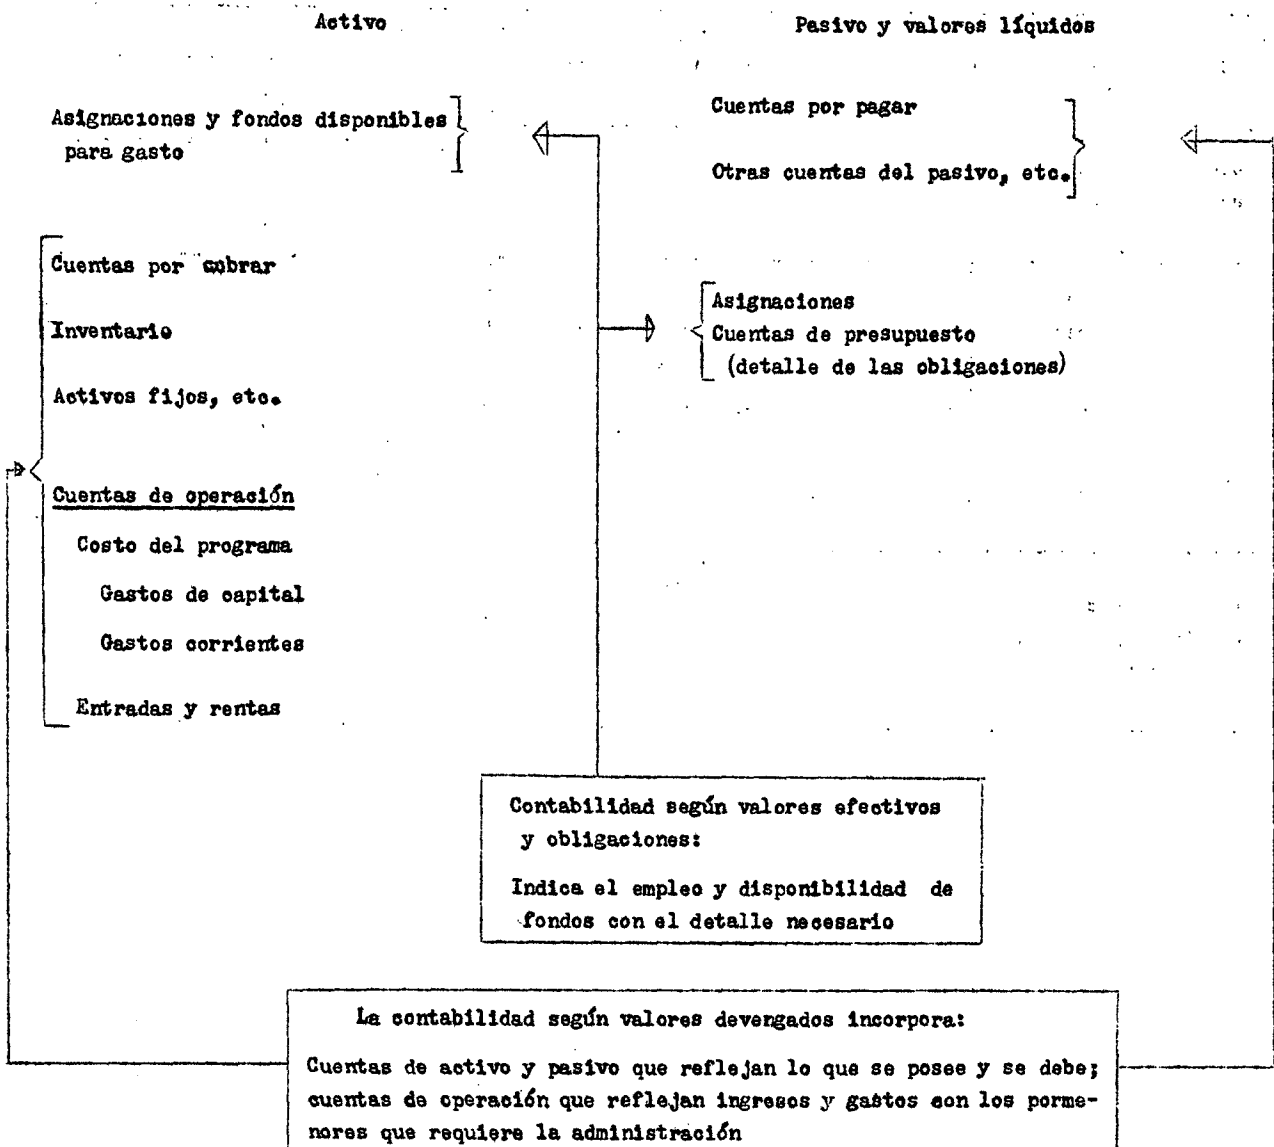 Activo
Pasivo y valores líquidos
Asignaciones y fondos disponibles
para gasto
Cuentas por cobrar
Inventario
Activos fijos, etc.
Cuentas de operación
Costo del programa
Gastos de capital
Gastos corrientes
Entradas y rentas
Cuentas por pagar
Otras cuentas del pasivo, etc.
Asignaciones
Cuentas de presupuesto
(detalle de las obligaciones)
Contabilidad según valores efectivos
y obligaciones:
Indica el empleo y disponibilidad de
fondos con el detalle necesario
La contabilidad según valores devengados incorpora:
Cuentas de activo y pasivo que reflejan lo que se posee y se debe;
cuentas de operación que reflejan ingresos y gastos con los porme-
nores que requiere la administración